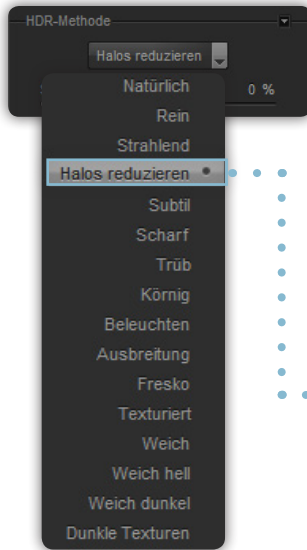 HDR-Methode
Halos reduzieren
0 %
Natürlich
Rein
Strahlend
Halos reduzieren
Subtil
Scharf
Trüb
Körnig
Beleuchten
Ausbreitung
Fresko
Texturiert
Weich
Weich hell
Weich dunkel
Dunkle Texturen